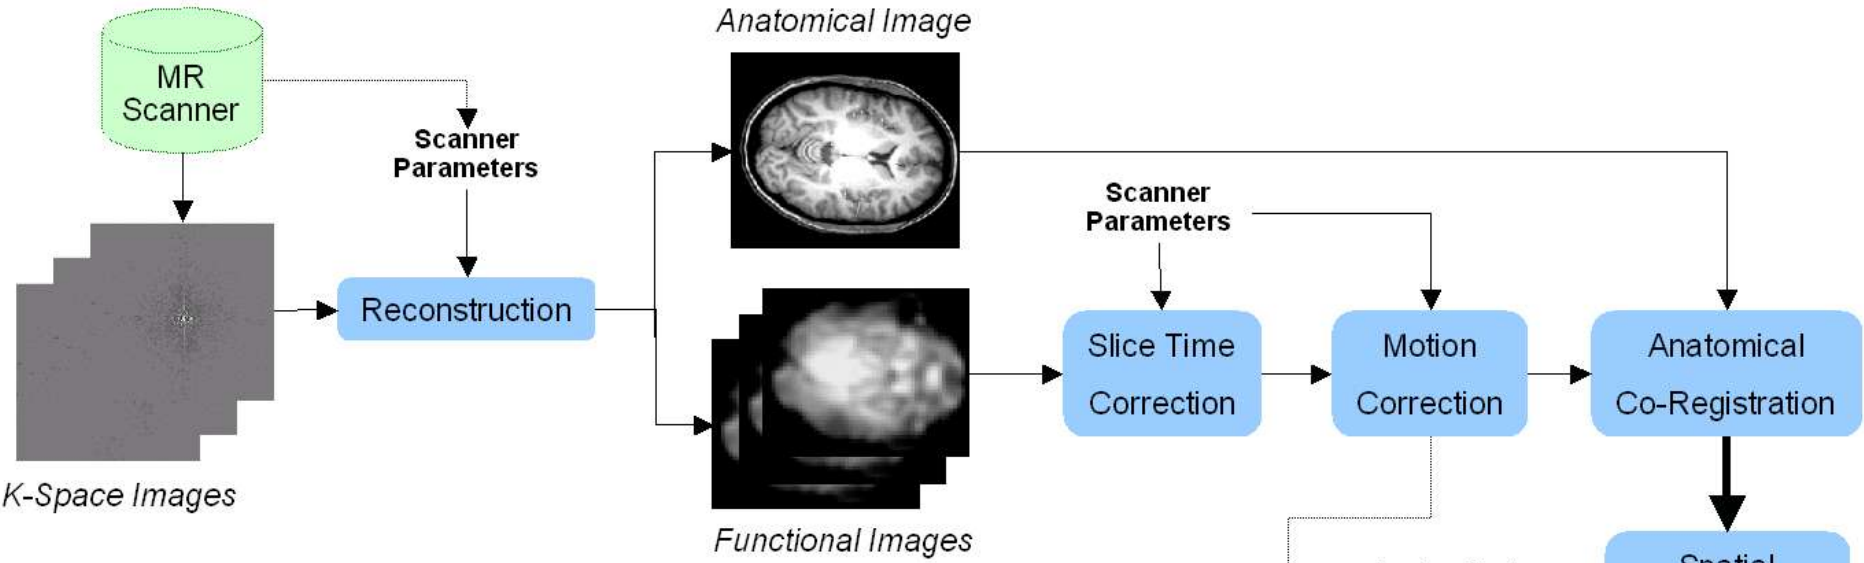 Anatomical Image
MR
Scanner
Scanner
Parameters
Scanner
Parameters
Reconstruction
Slice Time
Correction
Motion
Correction
Anatomical
Co-Registration
K-Space Images
Functional Images
Spatial